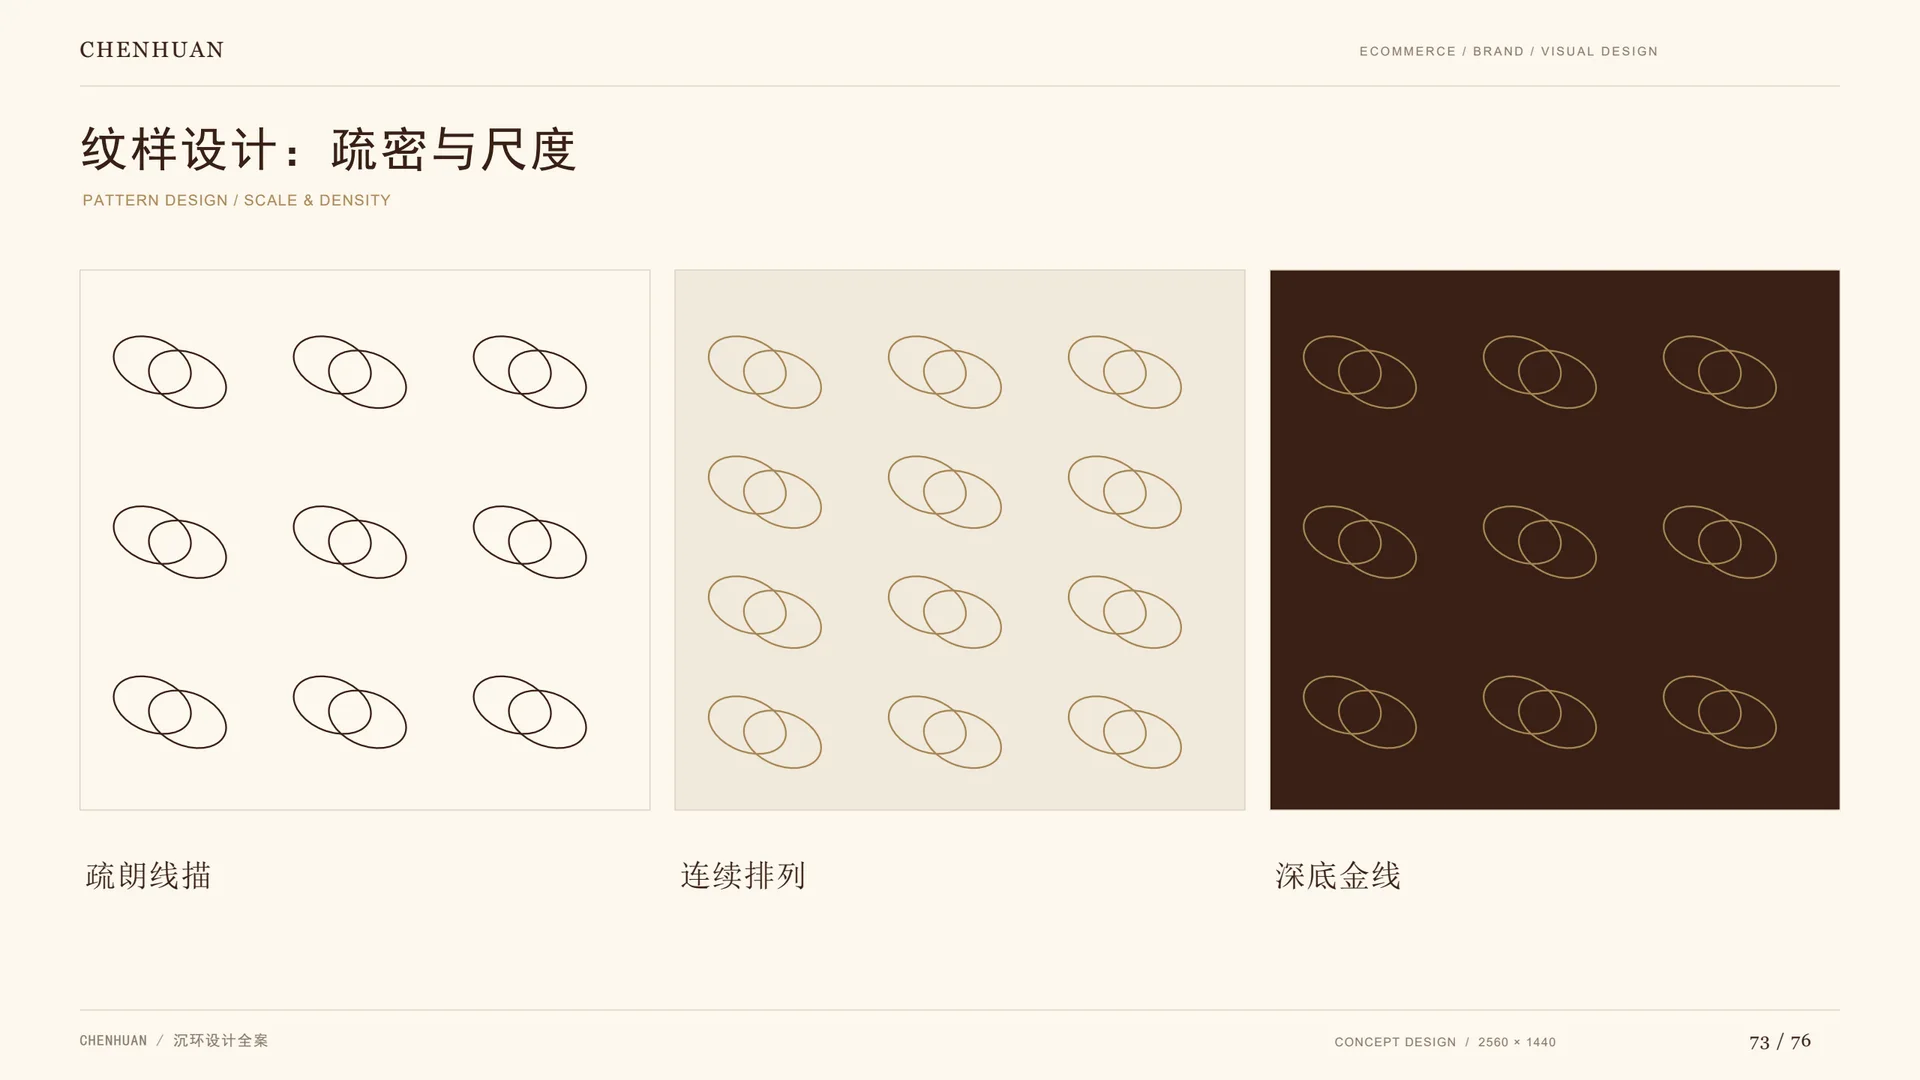 CHENHUAN
ECOMMERCE / BRAND / VISUAL DESIGN
纹样设计：疏密与尺度
PATTERN DESIGN / SCALE & DENSITY
疏朗线描
连续排列
深底金线
CHENHUAN / 沉环设计全案
CONCEPT DESIGN / 2560 × 1440
73 / 76